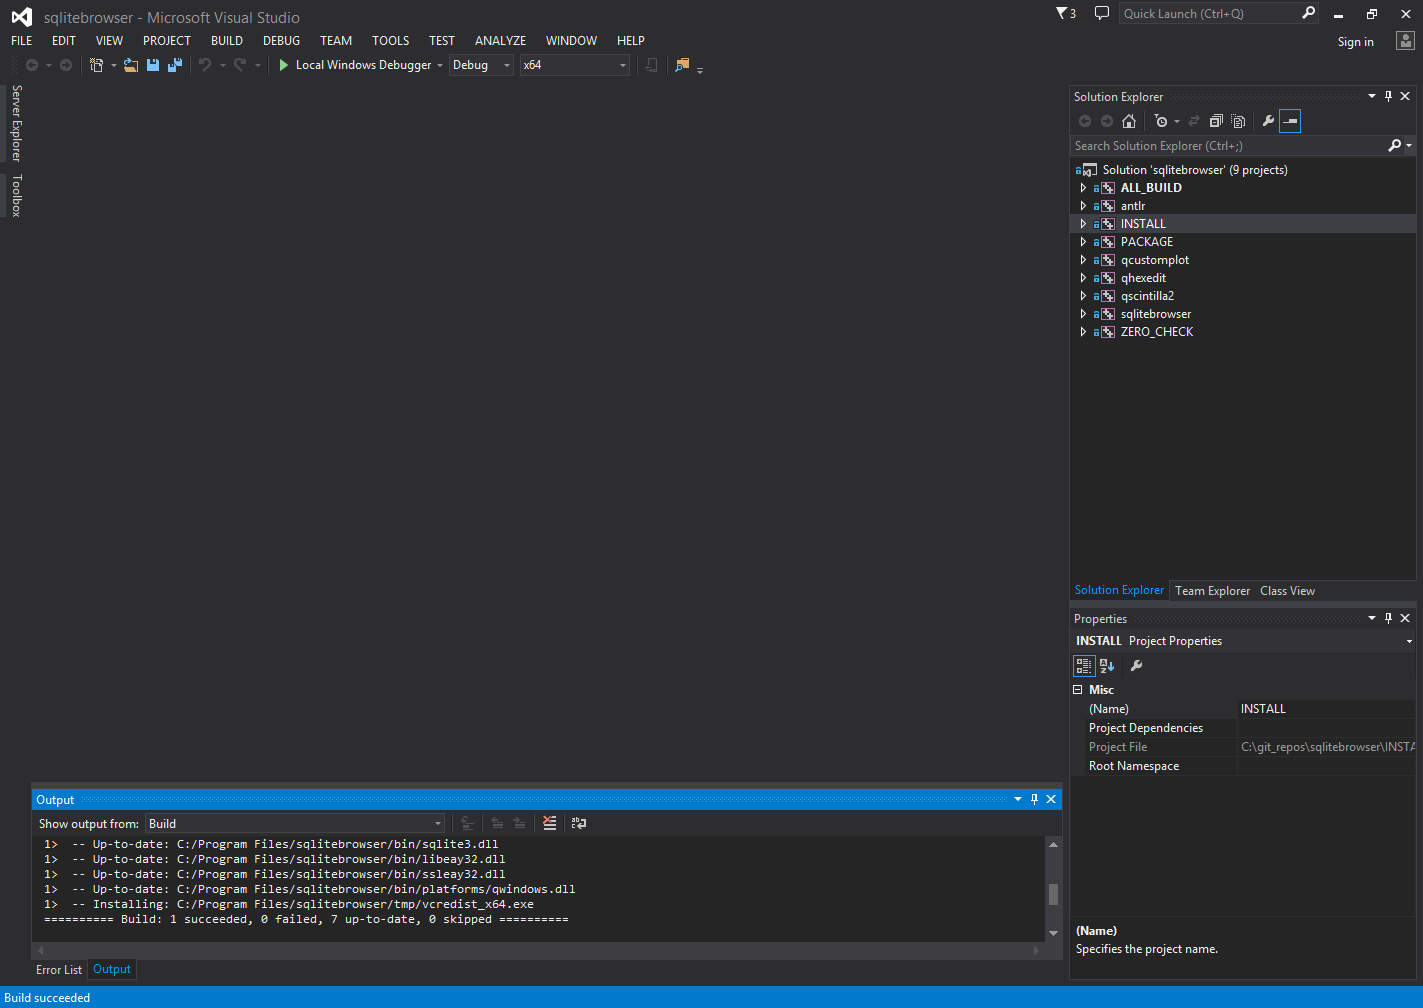 sqlitebrowser - Microsoft Visual Studio
3
Quick Launch (Ctrl+Q)
FILE EDIT VIEW PROJECT BUILD DEBUG TEAM TOOLS TEST ANALYZE WINDOW HELP
Sign in
Local Windows Debugger Debug x64
Server Explorer
Toolbox
Solution Explorer
Search Solution Explorer (Ctrl+;)
Solution 'sqlitebrowser' (9 projects)
ALL_BUILD
antlr
INSTALL
PACKAGE
qcustomplot
qhexedit
qscintilla2
sqlitebrowser
ZERO_CHECK
Solution Explorer Team Explorer Class View
Properties
INSTALL Project Properties
Misc
(Name) INSTALL
Project Dependencies
Project File C:\git_repos\sqlitebrowser\INSTA
Root Namespace
(Name)
Specifies the project name.
Output
Show output from: Build
1> -- Up-to-date: C:/Program Files/sqlitebrowser/bin/sqlite3.dll
1> -- Up-to-date: C:/Program Files/sqlitebrowser/bin/libeay32.dll
1> -- Up-to-date: C:/Program Files/sqlitebrowser/bin/ssleay32.dll
1> -- Up-to-date: C:/Program Files/sqlitebrowser/bin/platforms/qwindows.dll
1> -- Installing: C:/Program Files/sqlitebrowser/tmp/vcredist_x64.exe
========== Build: 1 succeeded, 0 failed, 7 up-to-date, 0 skipped ==========
Error List Output
Build succeeded